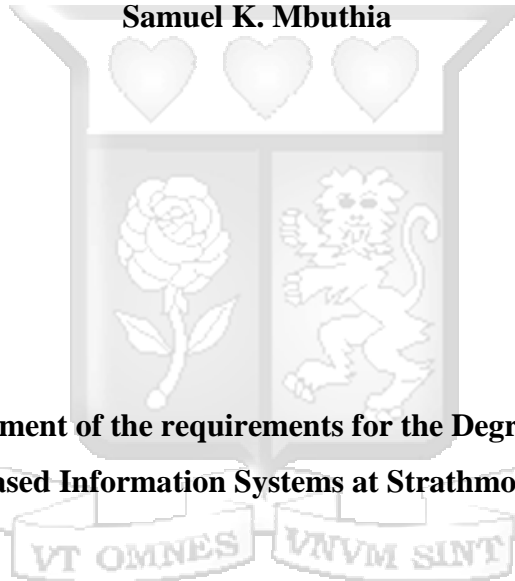 Samuel K. Mbuthia
ment of the requirements for the Degr
ased Information Systems at Strathmo
VT OMNES VNVM SINT